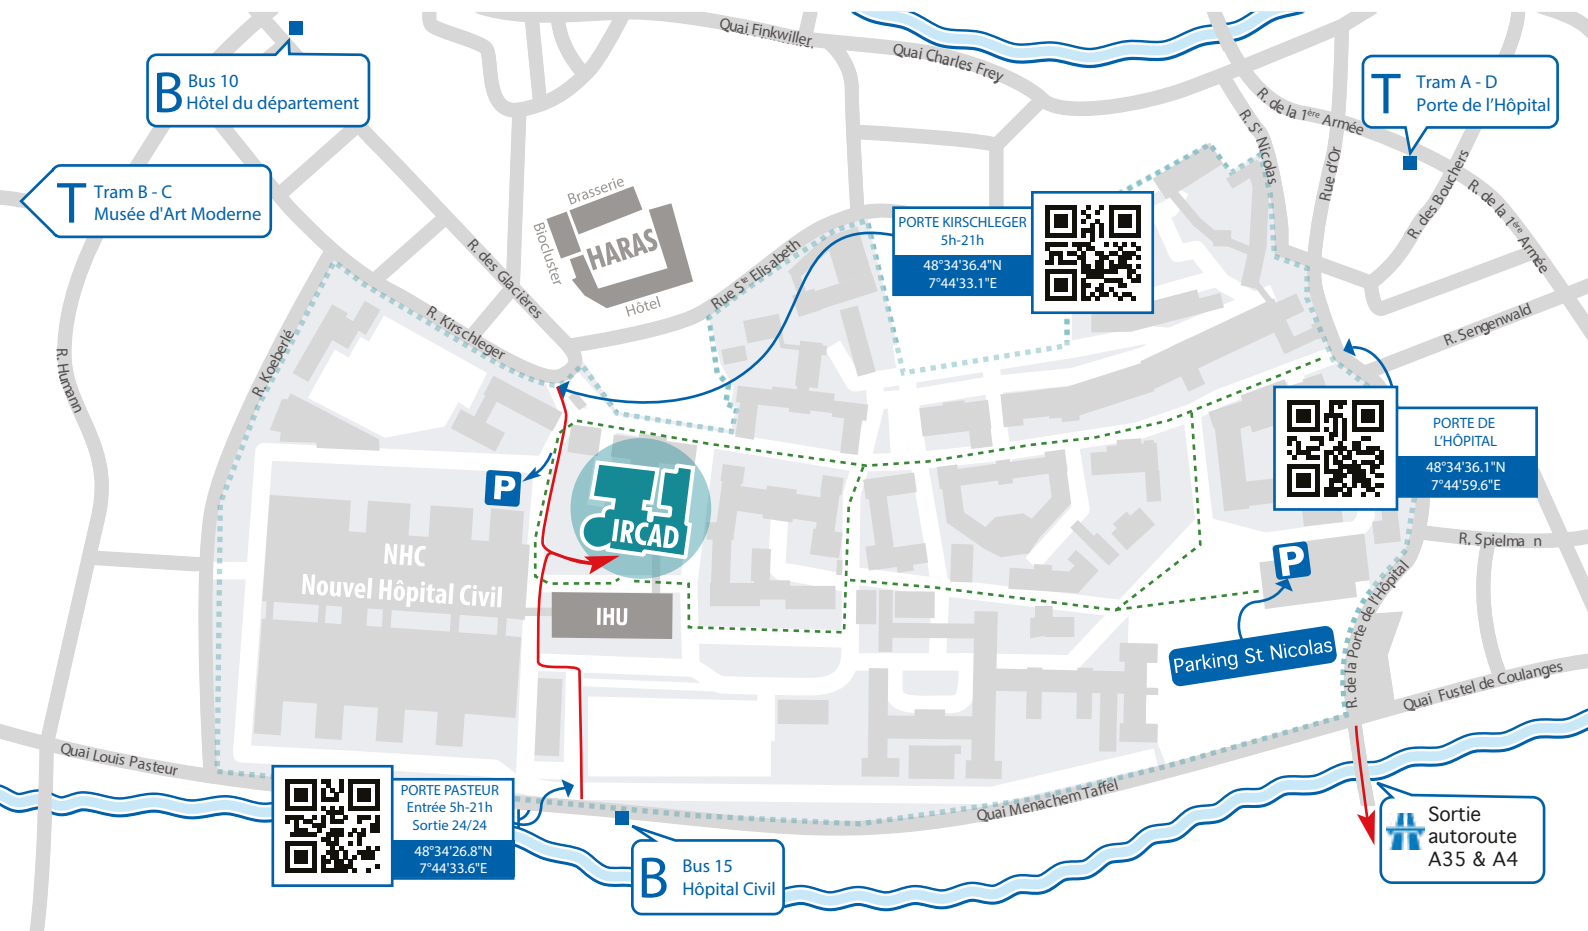 Quai Finkwiller
Quai Charles Frey
B
Bus 10
Hôtel du département
T
Tram A - D
Porte de l'Hôpital
R. de la 1ère Armée
R. St Nicolas
Rue d'Or
R. des Bouchers
R. de la 1ère Armée
T
Tram B - C
Musée d'Art Moderne
Brasserie
Biocluster
HARAS
Hôtel
R. des Glacières
Rue Ste Elisabeth
PORTE KIRSCHLEGER
5h-21h
48°34'36.4"N
7°44'33.1"E
R. Kirschleger
R. Koeberlé
R. Humann
R. Sengenwald
PORTE DE
L'HÔPITAL
48°34'36.1"N
7°44'59.6"E
P
IRCAD
NHC
Nouvel Hôpital Civil
IHU
R. Spielma n
P
Parking St Nicolas
R. de la Porte de l'Hôpital
Quai Fustel de Coulanges
Quai Louis Pasteur
PORTE PASTEUR
Entrée 5h-21h
Sortie 24/24
48°34'26.8"N
7°44'33.6"E
Quai Menachem Taffel
B
Bus 15
Hôpital Civil
Sortie
autoroute
A35 & A4